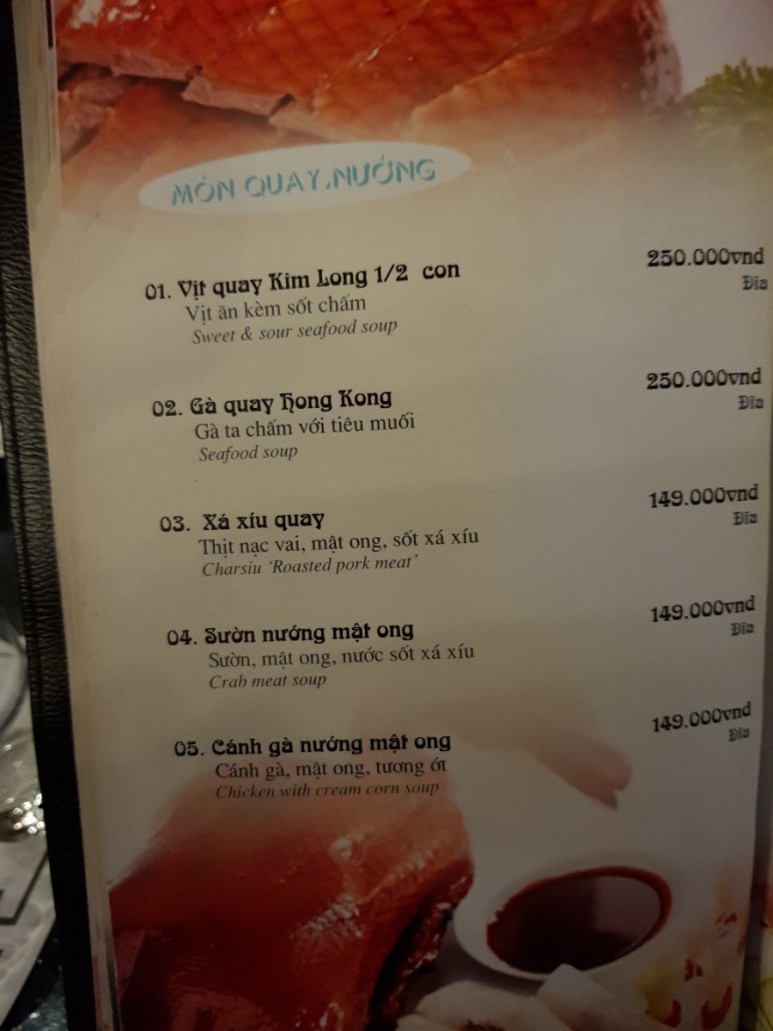 MÓN QUAY,NƯỚNG
01. Vịt quay Kim Long 1/2 con 250.000vnd
Vịt ăn kèm sốt chấm Đĩa
Sweet & sour seafood soup
02. Gà quay Hong Kong 250.000vnd
Gà ta chấm với tiêu muối Đĩa
Seafood soup
03. Xá xíu quay 149.000vnd
Thịt nạc vai, mật ong, sốt xá xíu Đĩa
Charsiu ‘Roasted pork meat’
04. Sườn nướng mật ong 149.000vnd
Sườn, mật ong, nước sốt xá xíu Đĩa
Crab meat soup
05. Cánh gà nướng mật ong 149.000vnd
Cánh gà, mật ong, tương ớt Đĩa
Chicken with cream corn soup